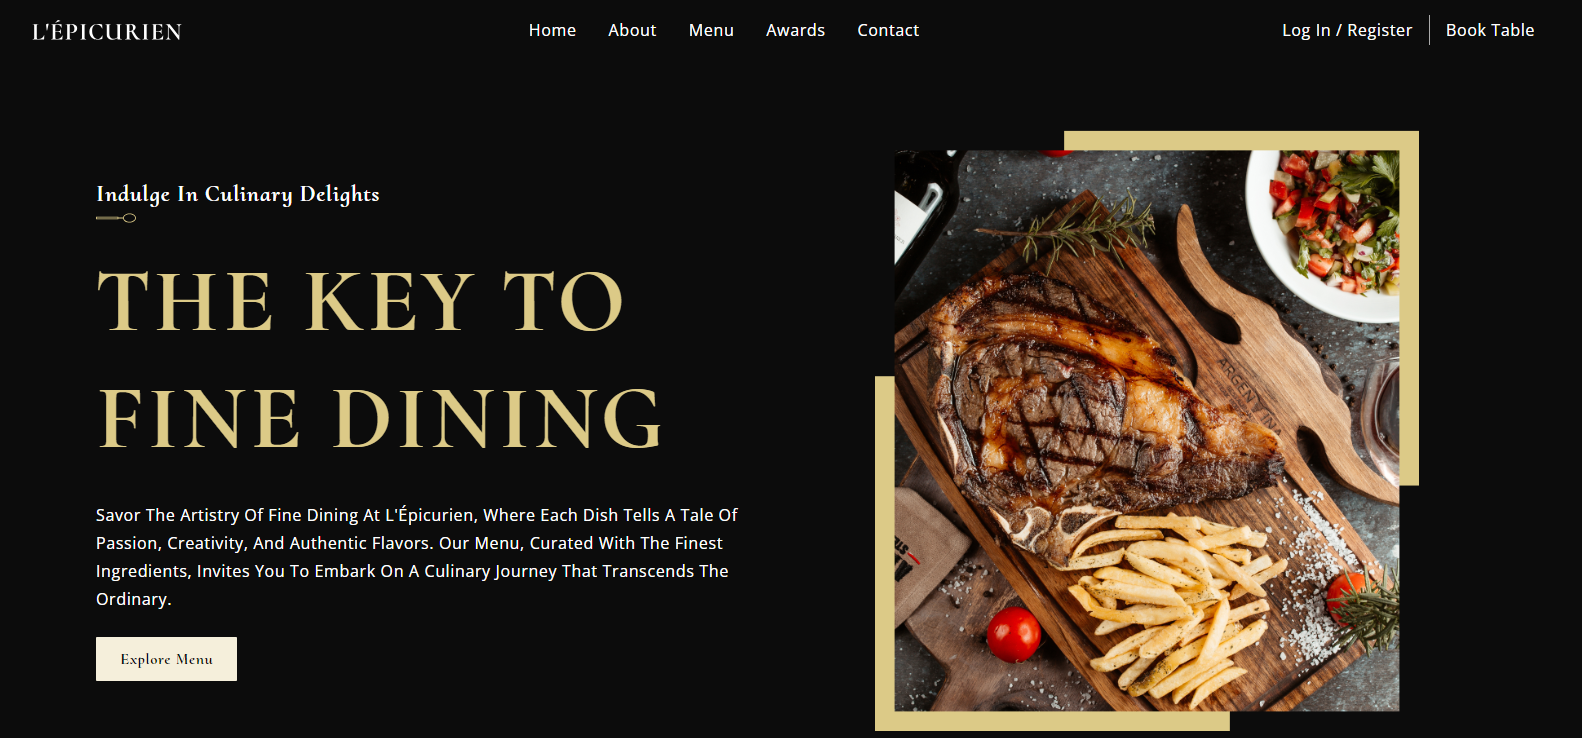 L'ÉPICURIEN
Home
About
Menu
Awards
Contact
Log In / Register
Book Table
Indulge In Culinary Delights
THE KEY TO
FINE DINING
Savor The Artistry Of Fine Dining At L'Épicurien, Where Each Dish Tells A Tale Of
Passion, Creativity, And Authentic Flavors. Our Menu, Curated With The Finest
Ingredients, Invites You To Embark On A Culinary Journey That Transcends The
Ordinary.
Explore Menu